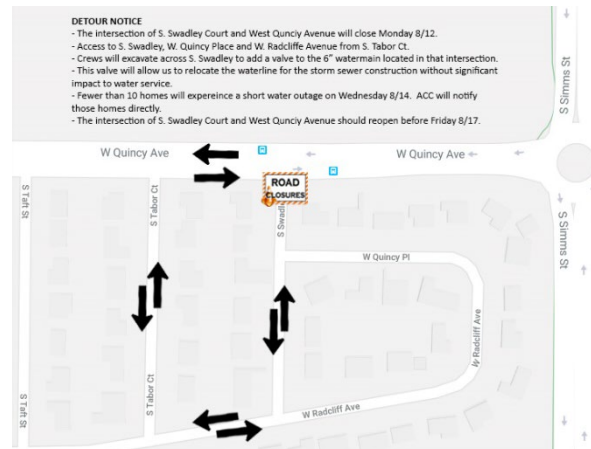 DETOUR NOTICE
- The intersection of S. Swadley Court and West Qunciy Avenue will close Monday 8/12.
- Access to S. Swadley, W. Quincy Place and W. Radcliffe Avenue from S. Tabor Ct.
- Crews will excavate across S. Swadley to add a valve to the 6” watermain located in that intersection.
- This valve will allow us to relocate the waterline for the storm sewer construction without significant
impact to water service.
- Fewer than 10 homes will expereince a short water outage on Wednesday 8/14.  ACC will notify
those homes directly.
- The intersection of S. Swadley Court and West Qunciy Avenue should reopen before Friday 8/17.
S Simms St
W Quincy Ave
W Quincy Ave
ROAD
CLOSURES
S Taft St
S Tabor Ct
S Swadl
S Simms St
W Quincy Pl
W Radcliff Ave
S Tabor Ct
S Taft St
W Radcliff Ave